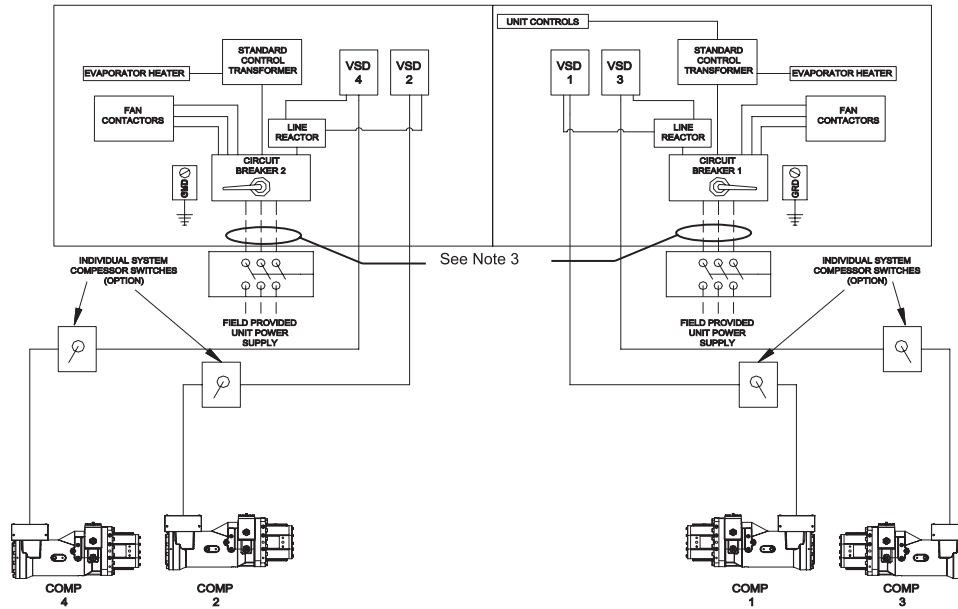 UNIT CONTROLS
STANDARD
CONTROL
TRANSFORMER
VSD
4
VSD
2
VSD
1
VSD
3
STANDARD
CONTROL
TRANSFORMER
EVAPORATOR HEATER
EVAPORATOR HEATER
FAN
CONTACTORS
LINE
REACTOR
LINE
REACTOR
FAN
CONTACTORS
CIRCUIT
BREAKER 2
CIRCUIT
BREAKER 1
GND
GRD
See Note 3
INDIVIDUAL SYSTEM
COMPESSOR SWITCHES
(OPTION)
INDIVIDUAL SYSTEM
COMPESSOR SWITCHES
(OPTION)
FIELD PROVIDED
UNIT POWER
SUPPLY
FIELD PROVIDED
UNIT POWER
SUPPLY
COMP
4
COMP
2
COMP
1
COMP
3